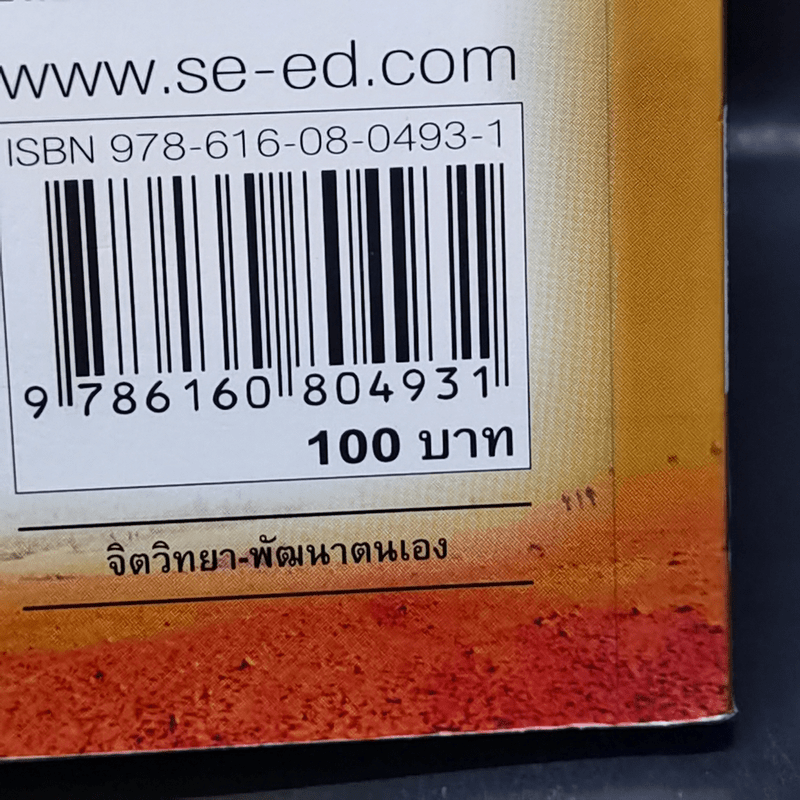 www.se-ed.com
ISBN 978-616-08-0493-1
9 786160 804931
100 บาท
จิตวิทยา-พัฒนาตนเอง